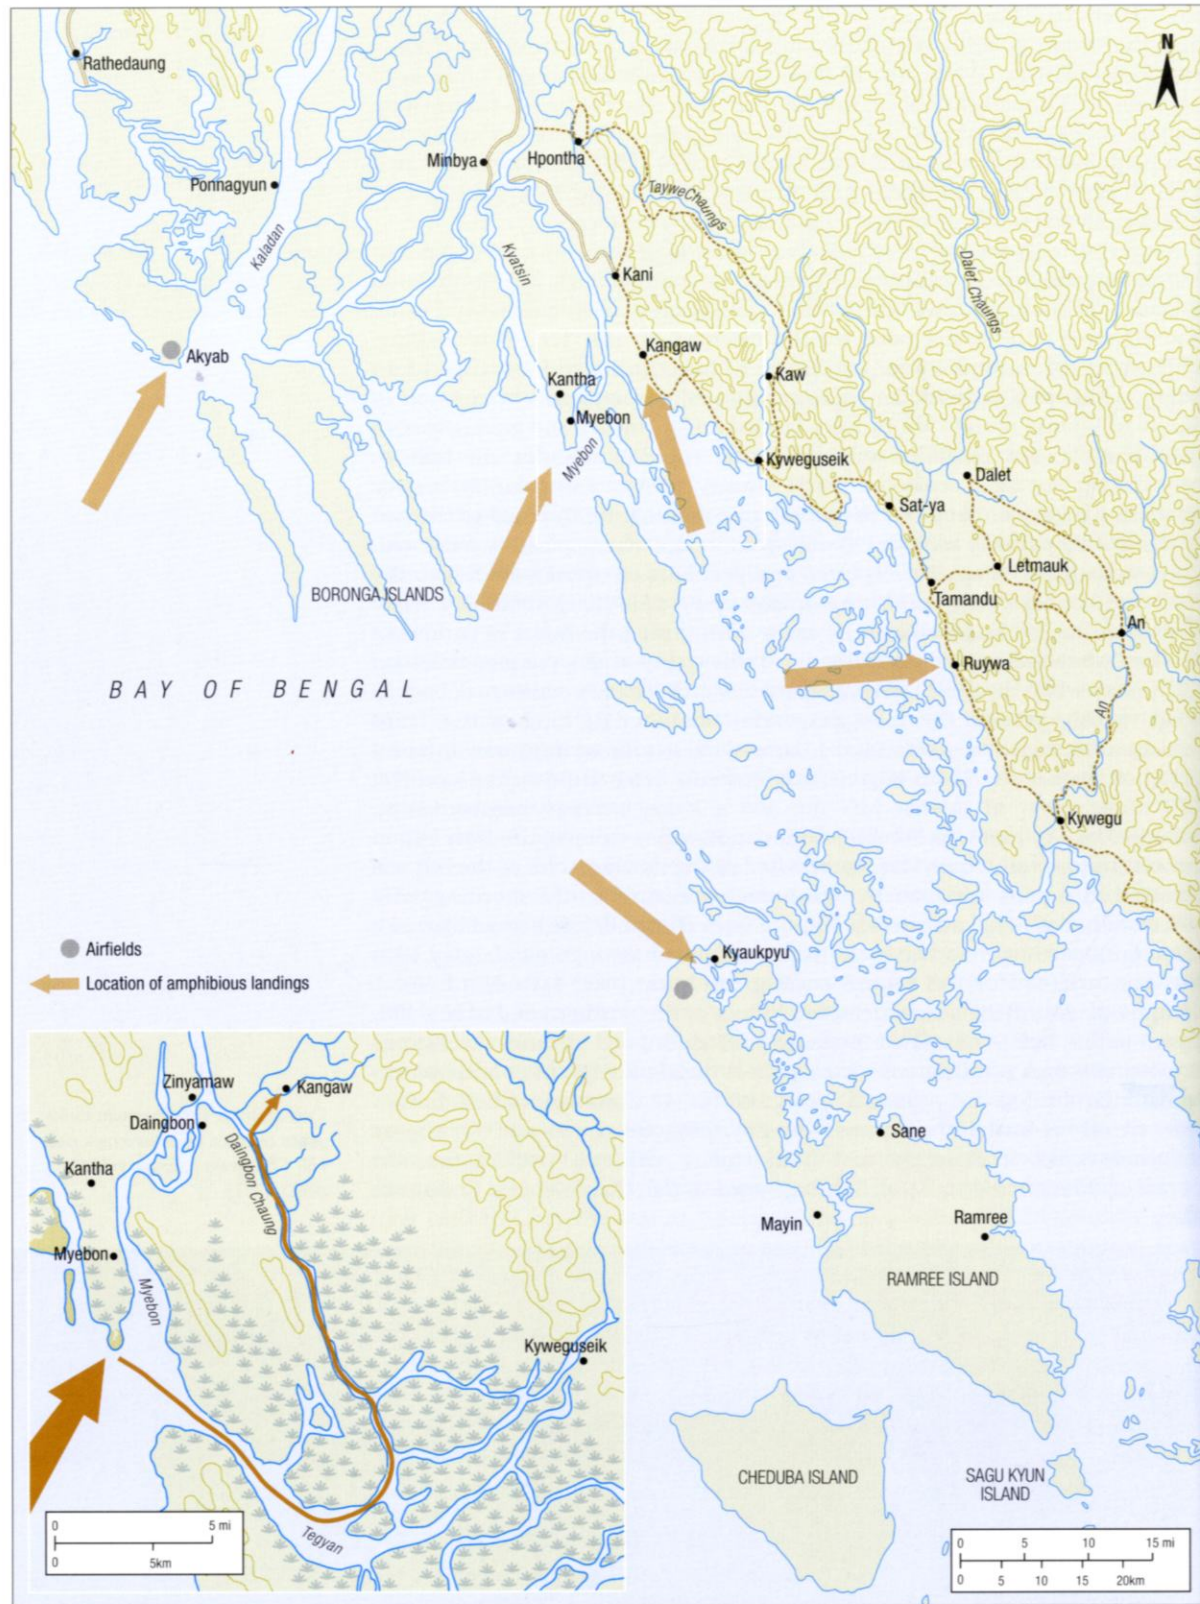 N
Rathedaung
Minbya
Hpontha
Ponnagyun
TayweChaungs
Kaladan
Kyatsin
Dalet Chaungs
Kani
Akyab
Kangaw
Kantha
Kaw
Myebon
Myebon
Kyweguseik
Dalet
Sat-ya
Letmauk
BORONGA ISLANDS
Tamandu
An
Ruywa
BAY OF BENGAL
An
Kywegu
Airfields
Kyaukpyu
Location of amphibious landings
Sane
Mayin
Ramree
RAMREE ISLAND
CHEDUBA ISLAND
SAGU KYUN
ISLAND
0 5 10 15 mi
0 5 10 15 20km
Zinyamaw
Kangaw
Daingbon
Daingbon Chaung
Kantha
Myebon
Myebon
Kyweguseik
Tegyan
0 5 mi
0 5km